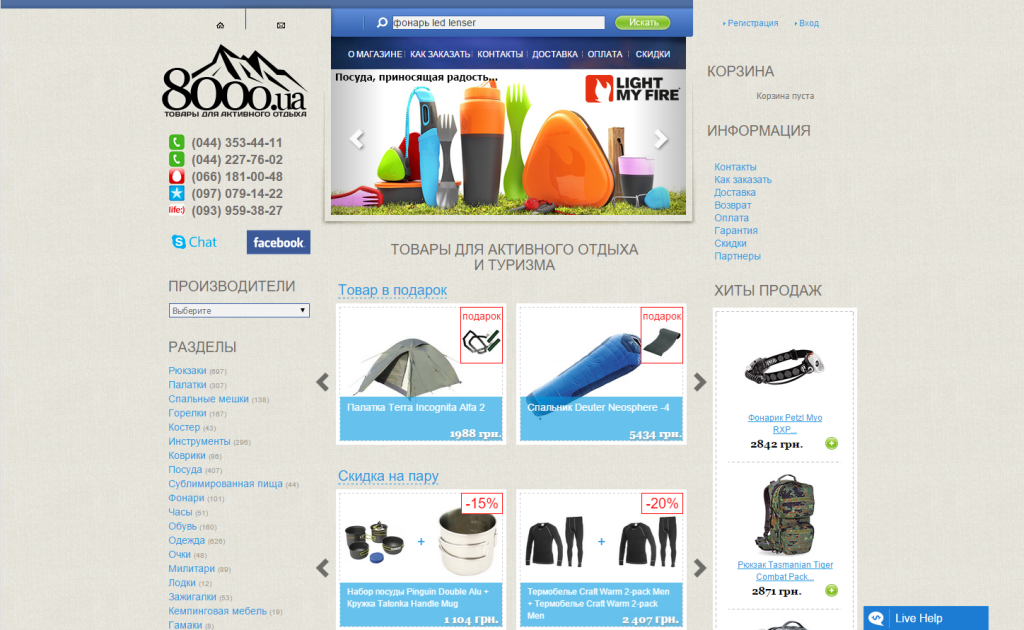 фонарь led lenser
Искать
Регистрация
Вход
О МАГАЗИНЕ
КАК ЗАКАЗАТЬ
КОНТАКТЫ
ДОСТАВКА
ОПЛАТА
СКИДКИ
8000.ua
ТОВАРЫ ДЛЯ АКТИВНОГО ОТДЫХА
(044) 353-44-11
(044) 227-76-02
(066) 181-00-48
(097) 079-14-22
life:) (093) 959-38-27
Chat
facebook
ПРОИЗВОДИТЕЛИ
Выберите
РАЗДЕЛЫ
Рюкзаки (697)
Палатки (307)
Спальные мешки (138)
Горелки (167)
Костер (43)
Инструменты (296)
Коврики (86)
Посуда (407)
Сублимированная пища (44)
Фонари (101)
Часы (51)
Обувь (160)
Одежда (626)
Очки (48)
Милитари (89)
Лодки (12)
Зажигалки (53)
Кемпинговая мебель (19)
Гамаки (8)
Посуда, приносящая радость...
LIGHT
MY FIRE
ТОВАРЫ ДЛЯ АКТИВНОГО ОТДЫХА
И ТУРИЗМА
Товар в подарок
подарок
Палатка Terra Incognita Alfa 2
1988 грн.
подарок
Спальник Deuter Neosphere -4
5434 грн.
Скидка на пару
-15%
+
Набор посуды Pinguin Double Alu +
Кружка Tatonka Handle Mug
1 104 грн.
-20%
+
Термобелье Craft Warm 2-pack Men
+ Термобелье Craft Warm 2-pack
Men
2 407 грн.
КОРЗИНА
Корзина пуста
ИНФОРМАЦИЯ
Контакты
Как заказать
Доставка
Возврат
Оплата
Гарантия
Скидки
Партнеры
ХИТЫ ПРОДАЖ
Фонарик Petzl Myo
RXP...
2842 грн.
Рюкзак Tasmanian Tiger
Combat Pack...
2871 грн.
Live Help